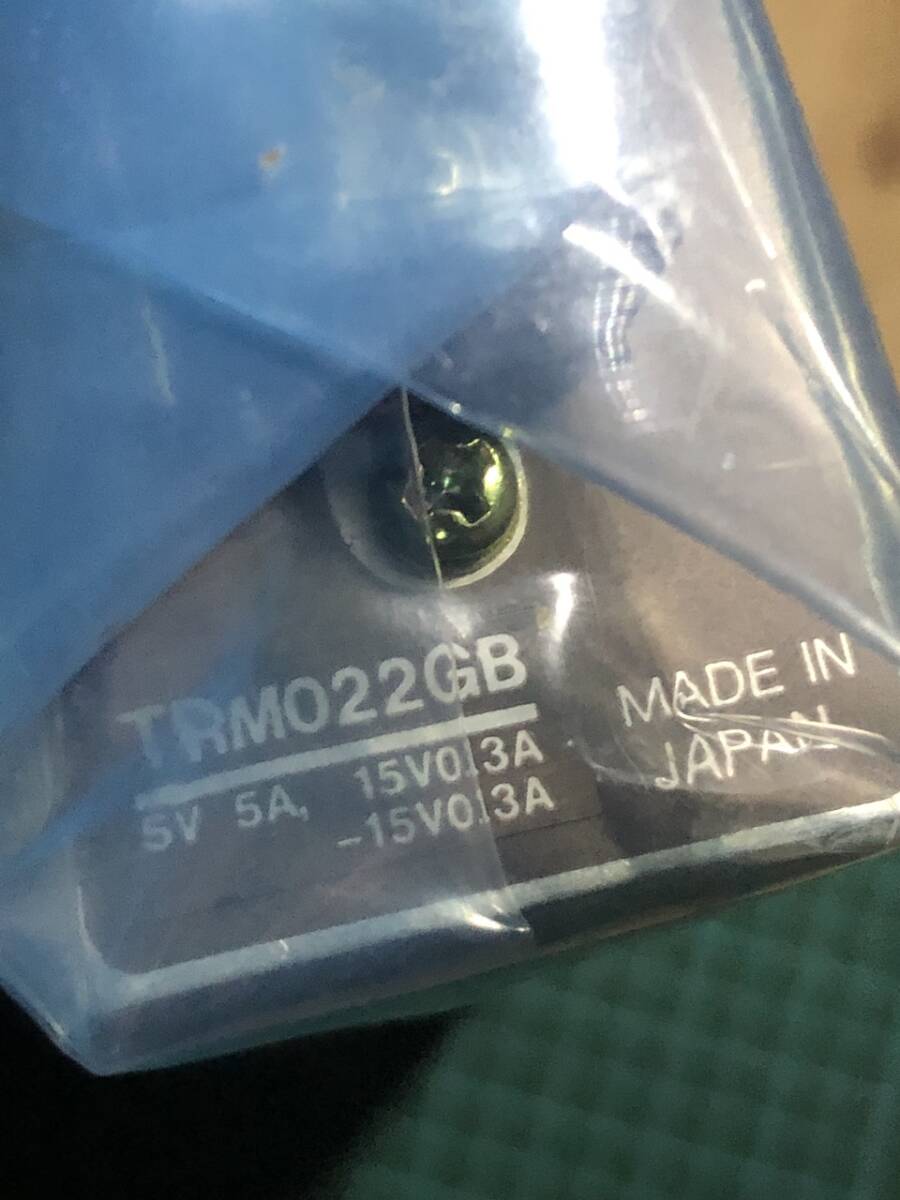 TRM022GB
5V 5A, 15V0.3A
-15V0.3A
MADE IN
JAPAN